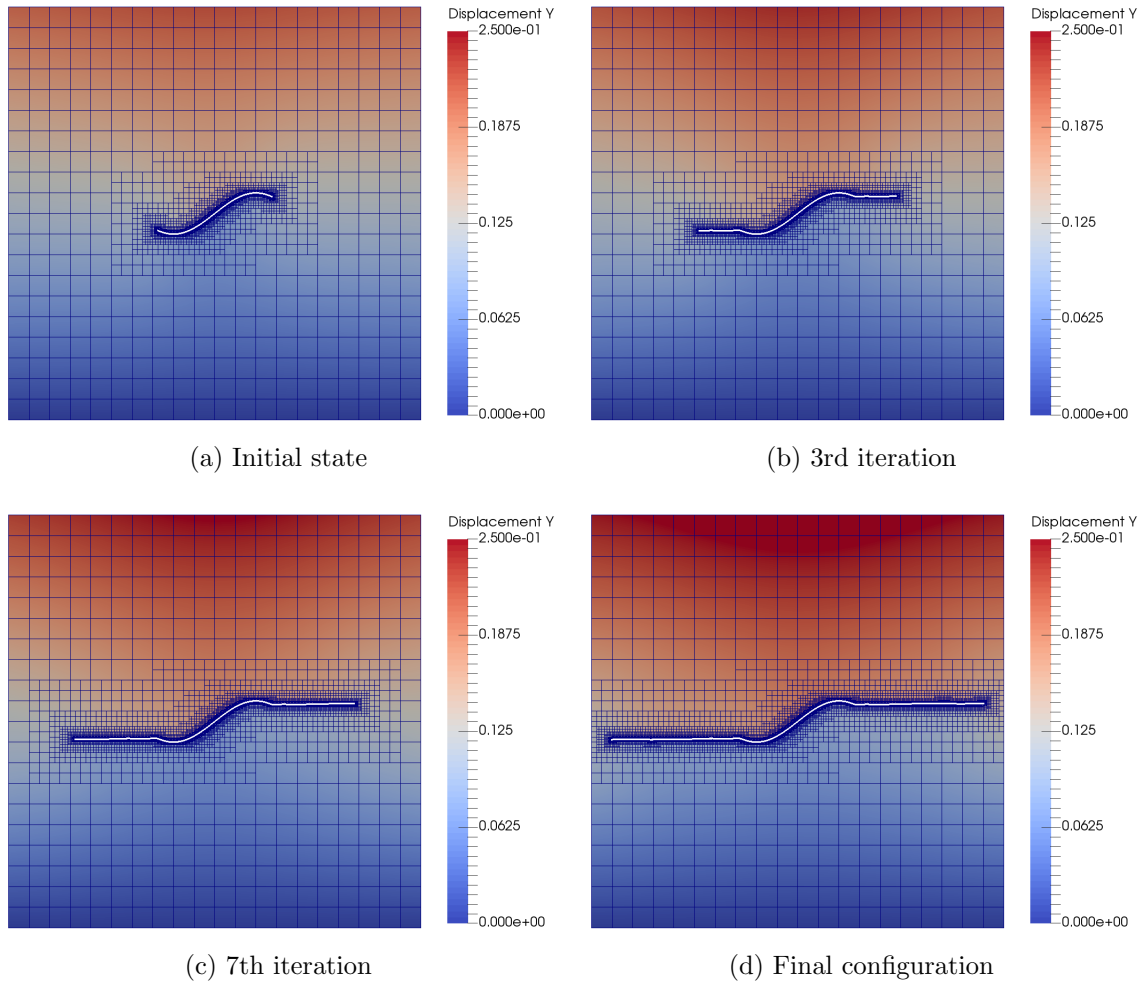 Displacement Y
2.500e-01
0.1875
0.125
0.0625
0.000e+00
(a) Initial state
Displacement Y
2.500e-01
0.1875
0.125
0.0625
0.000e+00
(b) 3rd iteration
Displacement Y
2.500e-01
0.1875
0.125
0.0625
0.000e+00
(c) 7th iteration
Displacement Y
2.500e-01
0.1875
0.125
0.0625
0.000e+00
(d) Final configuration